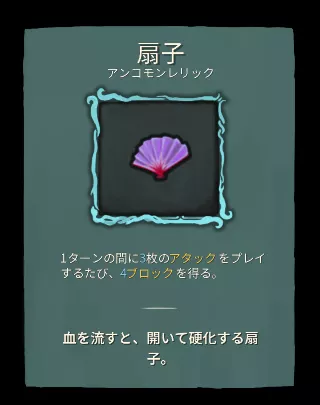 扇子
アンコモンレリック
1ターンの間に3枚のアタックをプレイ
するたび、4ブロックを得る。
血を流すと、開いて硬化する扇
子。